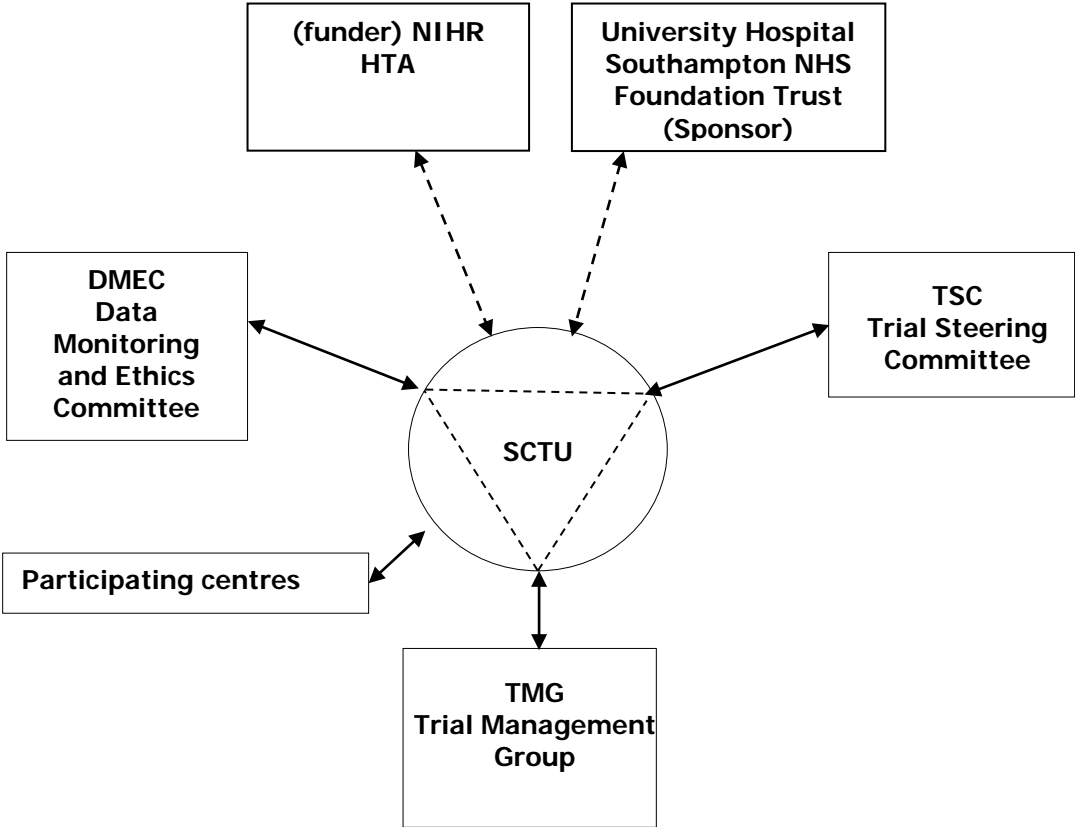 (funder) NIHR
HTA
University Hospital
Southampton NHS
Foundation Trust
(Sponsor)
DMEC
Data
Monitoring
and Ethics
Committee
TSC
Trial Steering
Committee
SCTU
Participating centres
TMG
Trial Management
Group